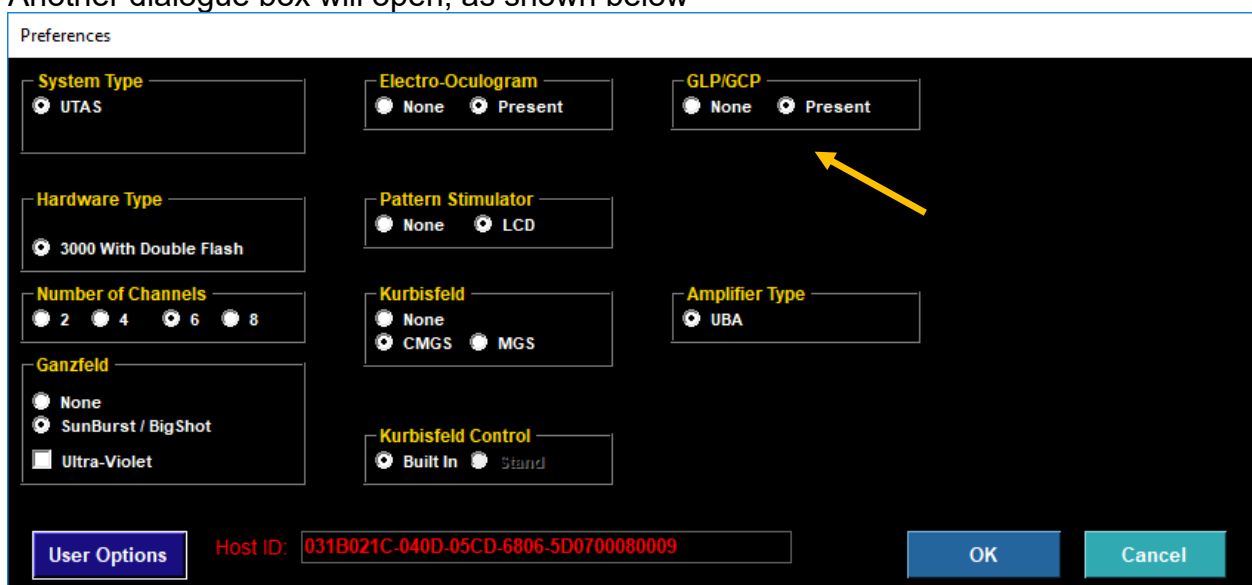 Another dialogue box will open, as shown below
Preferences
System Type
UTAS
Electro-Oculogram
None Present
GLP/GCP
None Present
Hardware Type
3000 With Double Flash
Pattern Stimulator
None LCD
Number of Channels
2 4 6 8
Kurbisfeld
None
CMGS MGS
Amplifier Type
UBA
Ganzfeld
None
SunBurst / BigShot
Ultra-Violet
Kurbisfeld Control
Built In Stand
User Options
Host ID: 031B021C-040D-05CD-6806-5D0700080009
OK
Cancel